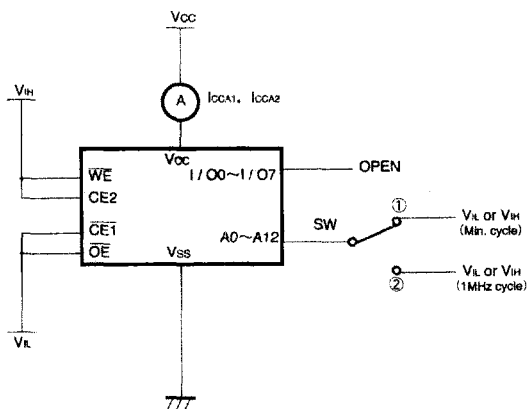 VCC
VIH
A
ICCA1, ICCA2
VCC
WE
CE2
CE1
OE
I/O0~I/O7
OPEN
A0~A12
VSS
SW
①
VIL or VIH
(Min. cycle)
②
VIL or VIH
(1MHz cycle)
VIL